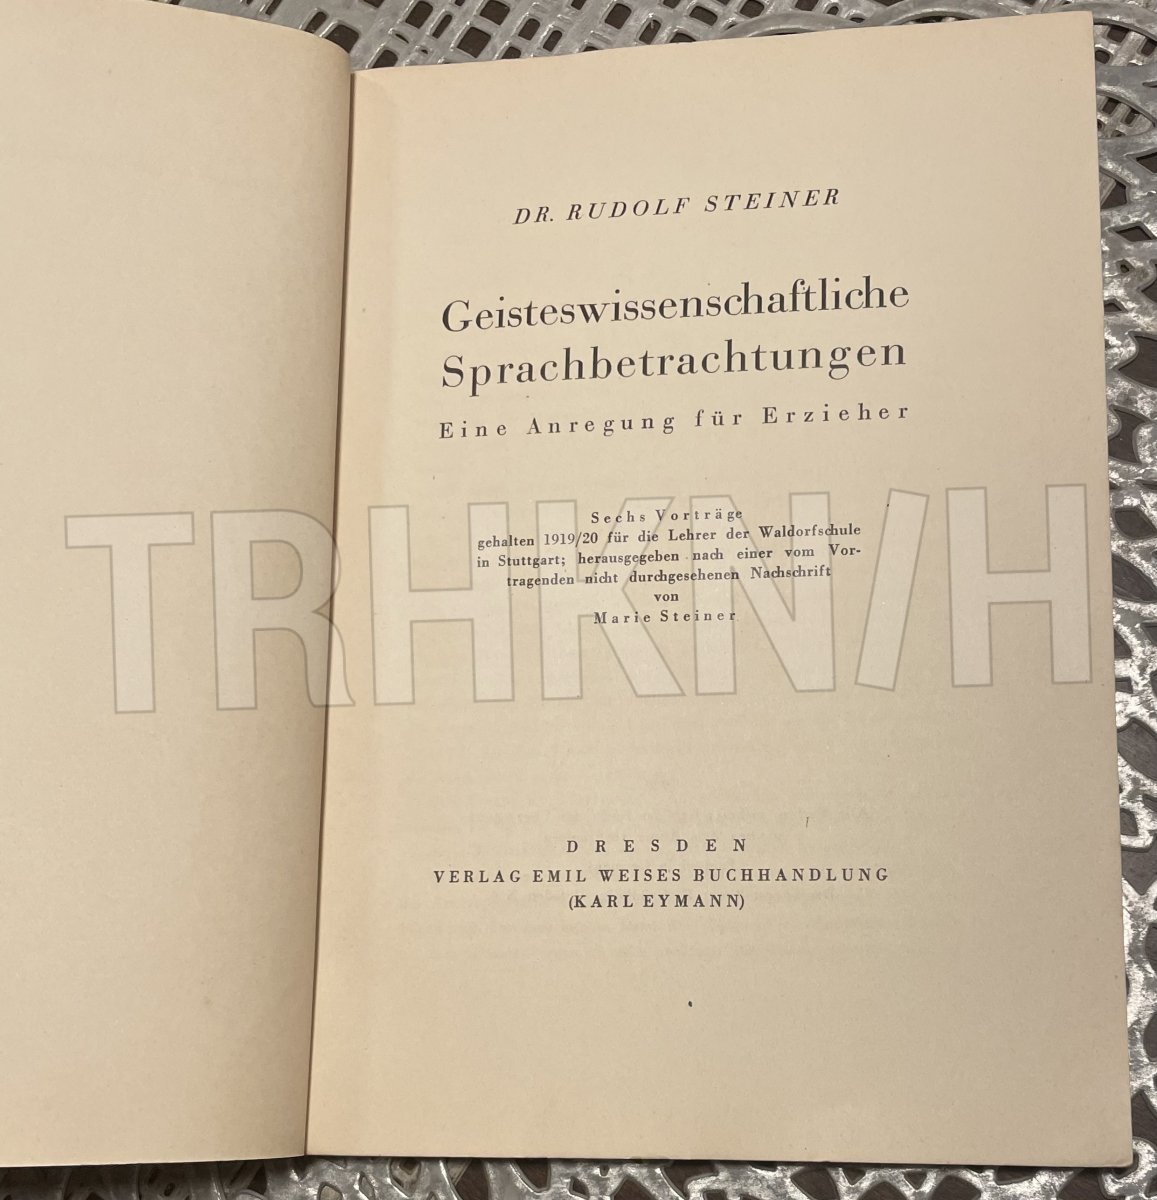 DR. RUDOLF STEINER
Geisteswissenschaftliche
Sprachbetrachtungen
Eine Anregung für Erzieher
Sechs Vorträge
gehalten 1919/20 für die Lehrer der Waldorfschule
in Stuttgart; herausgegeben nach einer vom Vor-
tragenden nicht durchgesehenen Nachschrift
von
Marie Steiner
TRHKN/H
DRESDEN
VERLAG EMIL WEISES BUCHHANDLUNG
(KARL EYMANN)